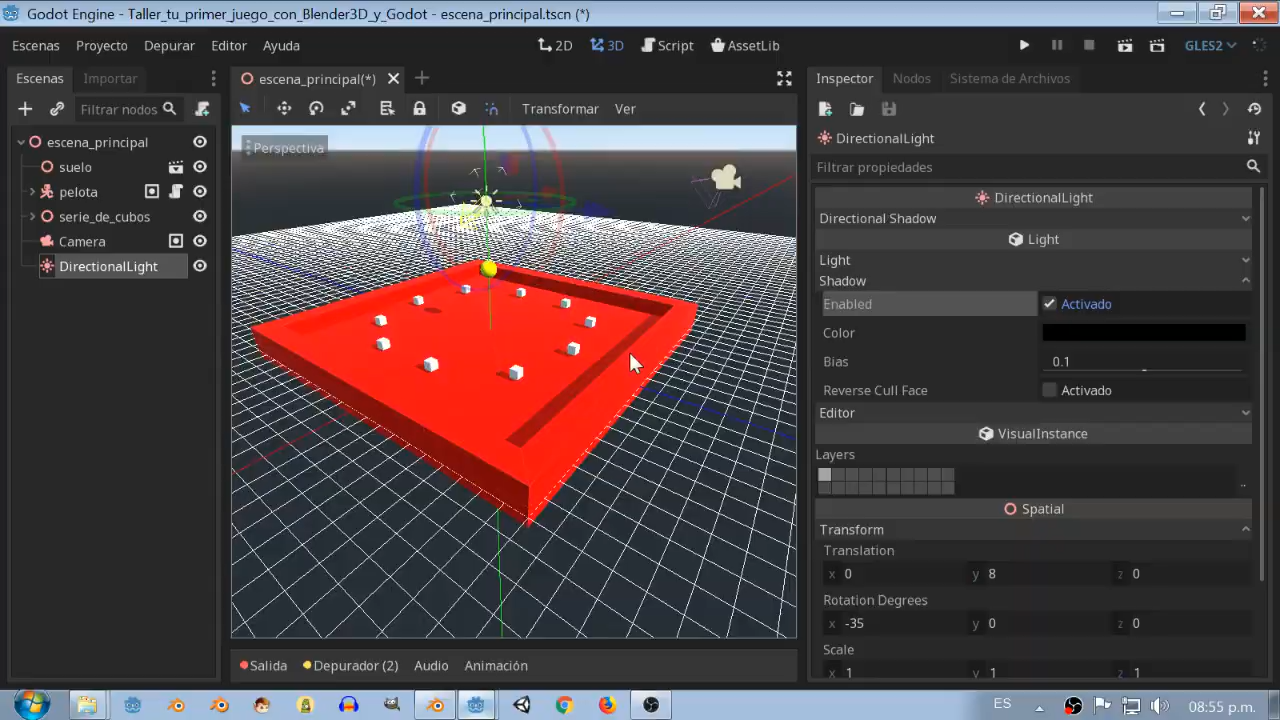 Godot Engine - Taller_tu_primer_juego_con_Blender3D_y_Godot - escena_principal.tscn (*)
Escenas Proyecto Depurar Editor Ayuda 2D 3D Script AssetLib GLES2
Escenas Importar escena_principal(*) Inspector Nodos Sistema de Archivos
Filtrar nodos Transformar Ver
Perspectiva
escena_principal
suelo
pelota
serie_de_cubos
Camera
DirectionalLight
DirectionalLight
Filtrar propiedades
DirectionalLight
Directional Shadow
Light
Light
Shadow
Enabled Activado
Color
Bias 0.1
Reverse Cull Face Activado
Editor
VisualInstance
Layers
..
Spatial
Transform
Translation
x 0 y 8 z 0
Rotation Degrees
x -35 y 0 z 0
Scale
x 1 y 1 z 1
Salida Depurador (2) Audio Animación
ES 08:55 p.m.